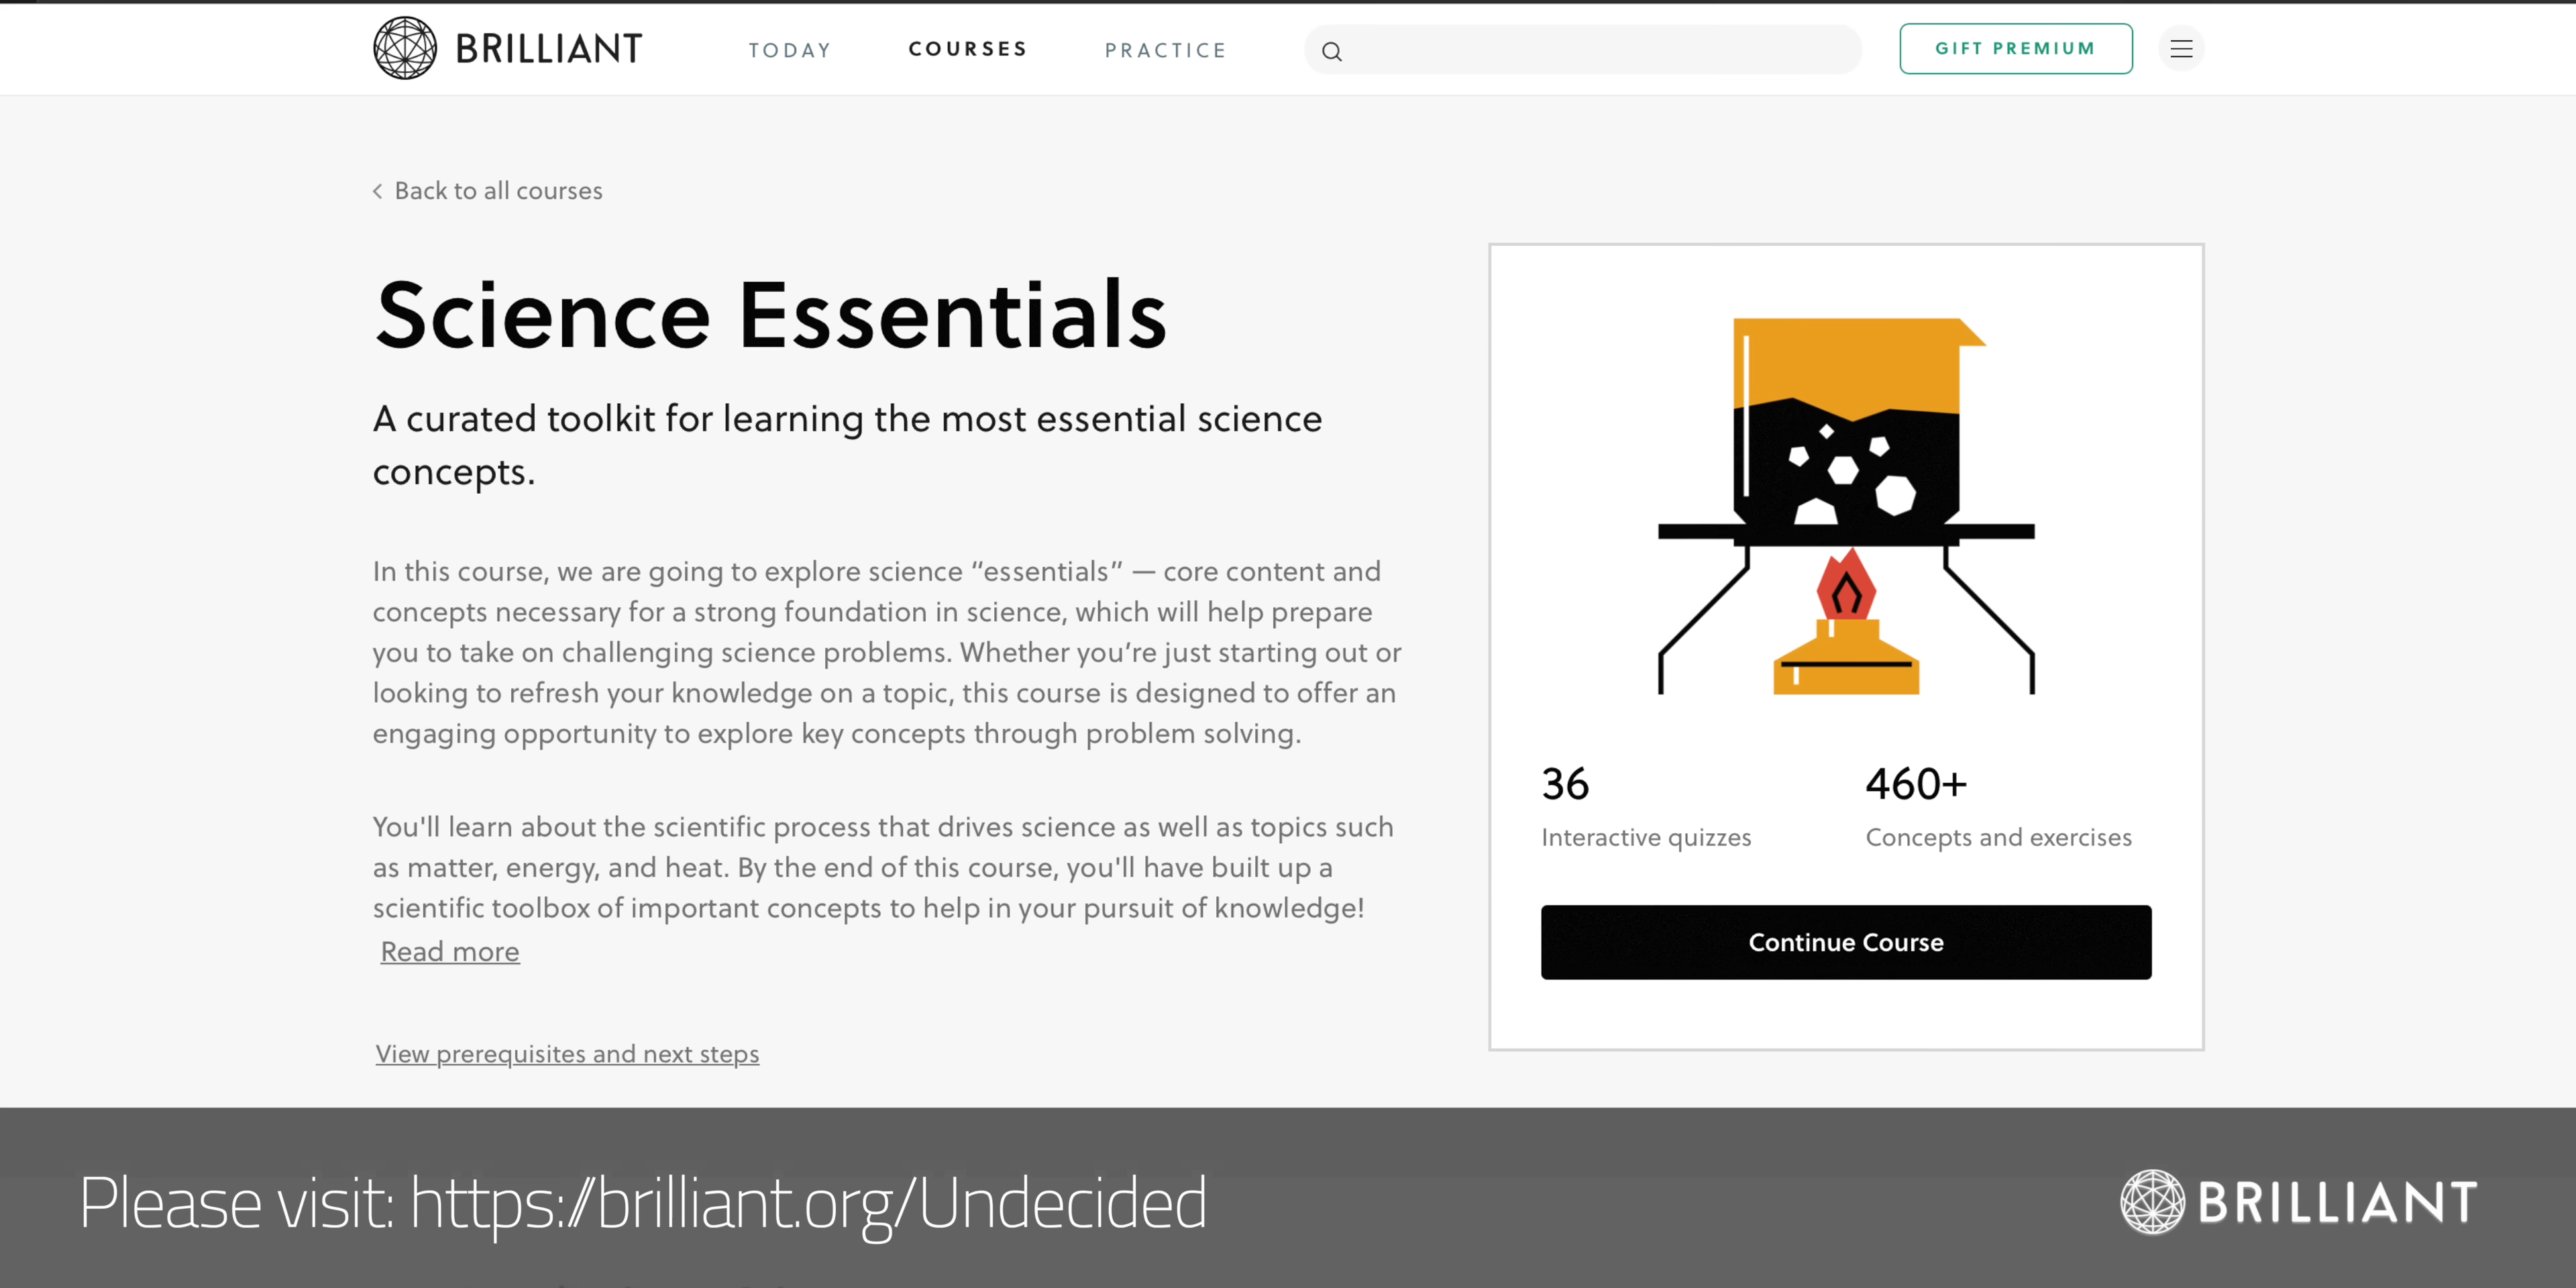 BRILLIANT
TODAY
COURSES
PRACTICE
GIFT PREMIUM
Back to all courses
Science Essentials
A curated toolkit for learning the most essential science
concepts.
In this course, we are going to explore science “essentials” — core content and
concepts necessary for a strong foundation in science, which will help prepare
you to take on challenging science problems. Whether you’re just starting out or
looking to refresh your knowledge on a topic, this course is designed to offer an
engaging opportunity to explore key concepts through problem solving.
You'll learn about the scientific process that drives science as well as topics such
as matter, energy, and heat. By the end of this course, you'll have built up a
scientific toolbox of important concepts to help in your pursuit of knowledge!
Read more
View prerequisites and next steps
36
Interactive quizzes
460+
Concepts and exercises
Continue Course
Please visit: https://brilliant.org/Undecided
BRILLIANT